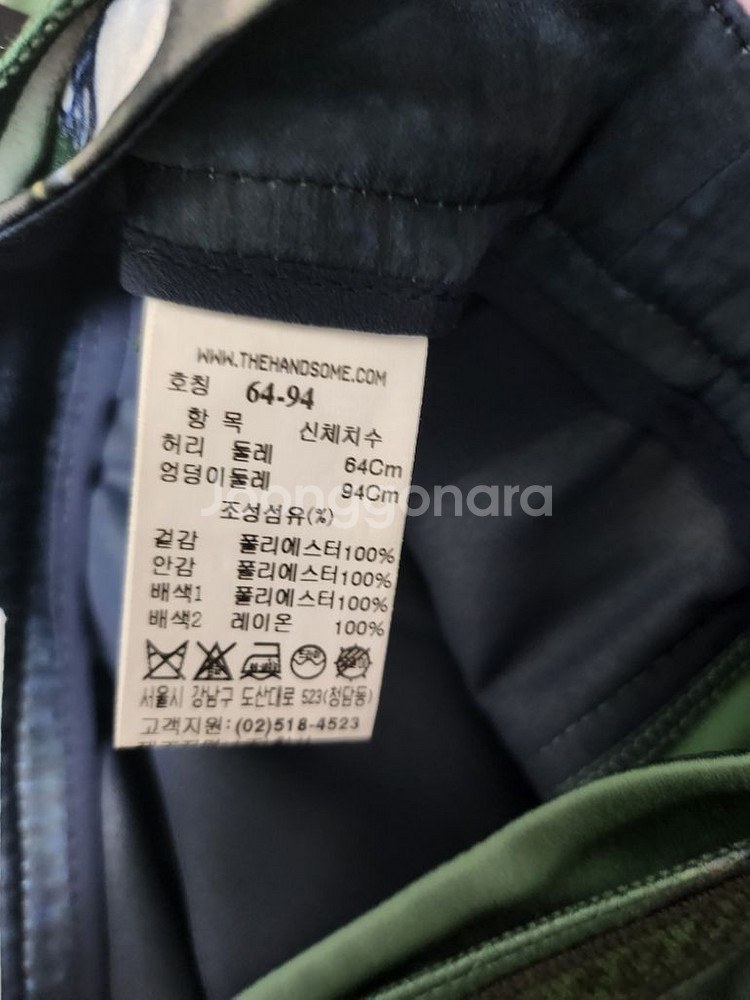 WWW.THEHANDSOME.COM
호칭 64-94
항 목 신체치수
허리 둘레 64Cm
엉덩이둘레 94Cm
Joonggonara
조성섬유(%)
겉감 폴리에스터100%
안감 폴리에스터100%
배색1 폴리에스터100%
배색2 레이온 100%
서울시 강남구 도산대로 523(청담동)
고객지원:(02)518-4523